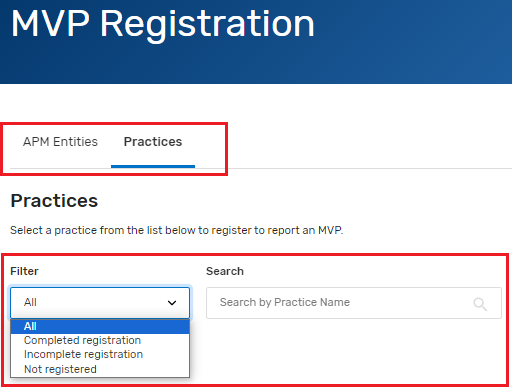 MVP Registration
APM Entities Practices
Practices
Select a practice from the list below to register to report an MVP.
Filter Search
All Search by Practice Name
All
Completed registration
Incomplete registration
Not registered